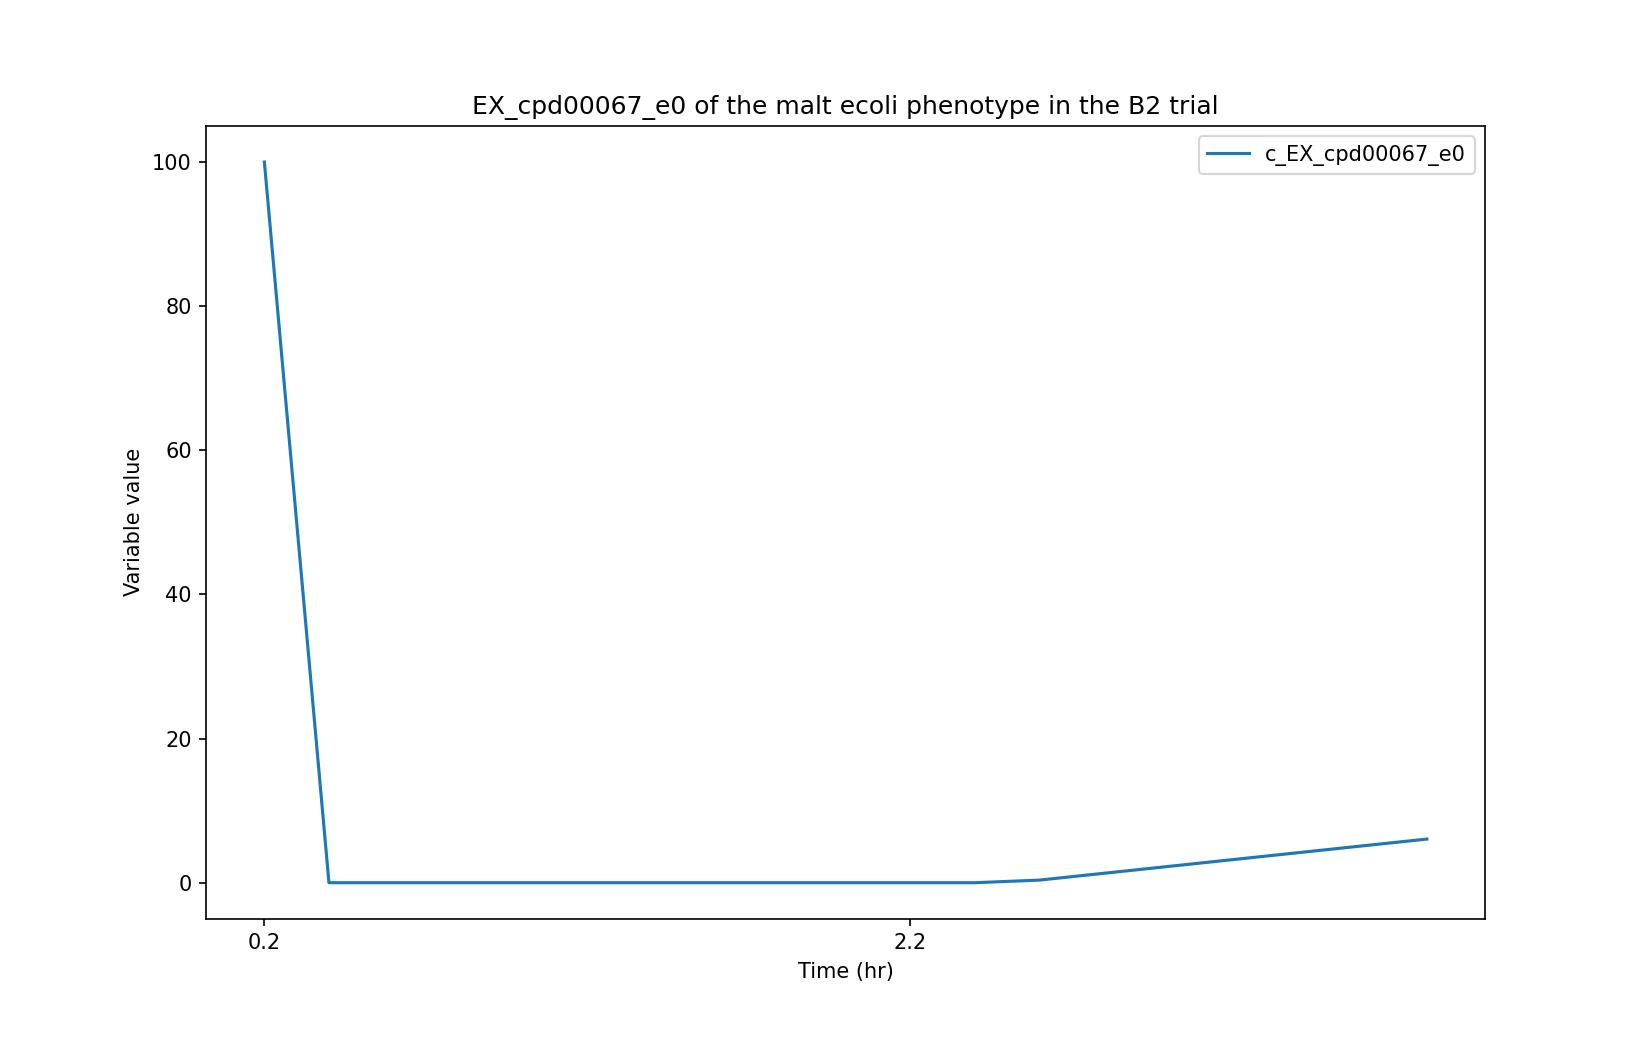 EX_cpd00067_e0 of the malt ecoli phenotype in the B2 trial
c_EX_cpd00067_e0
100
80
60
40
20
0
Variable value
0.2 2.2
Time (hr)